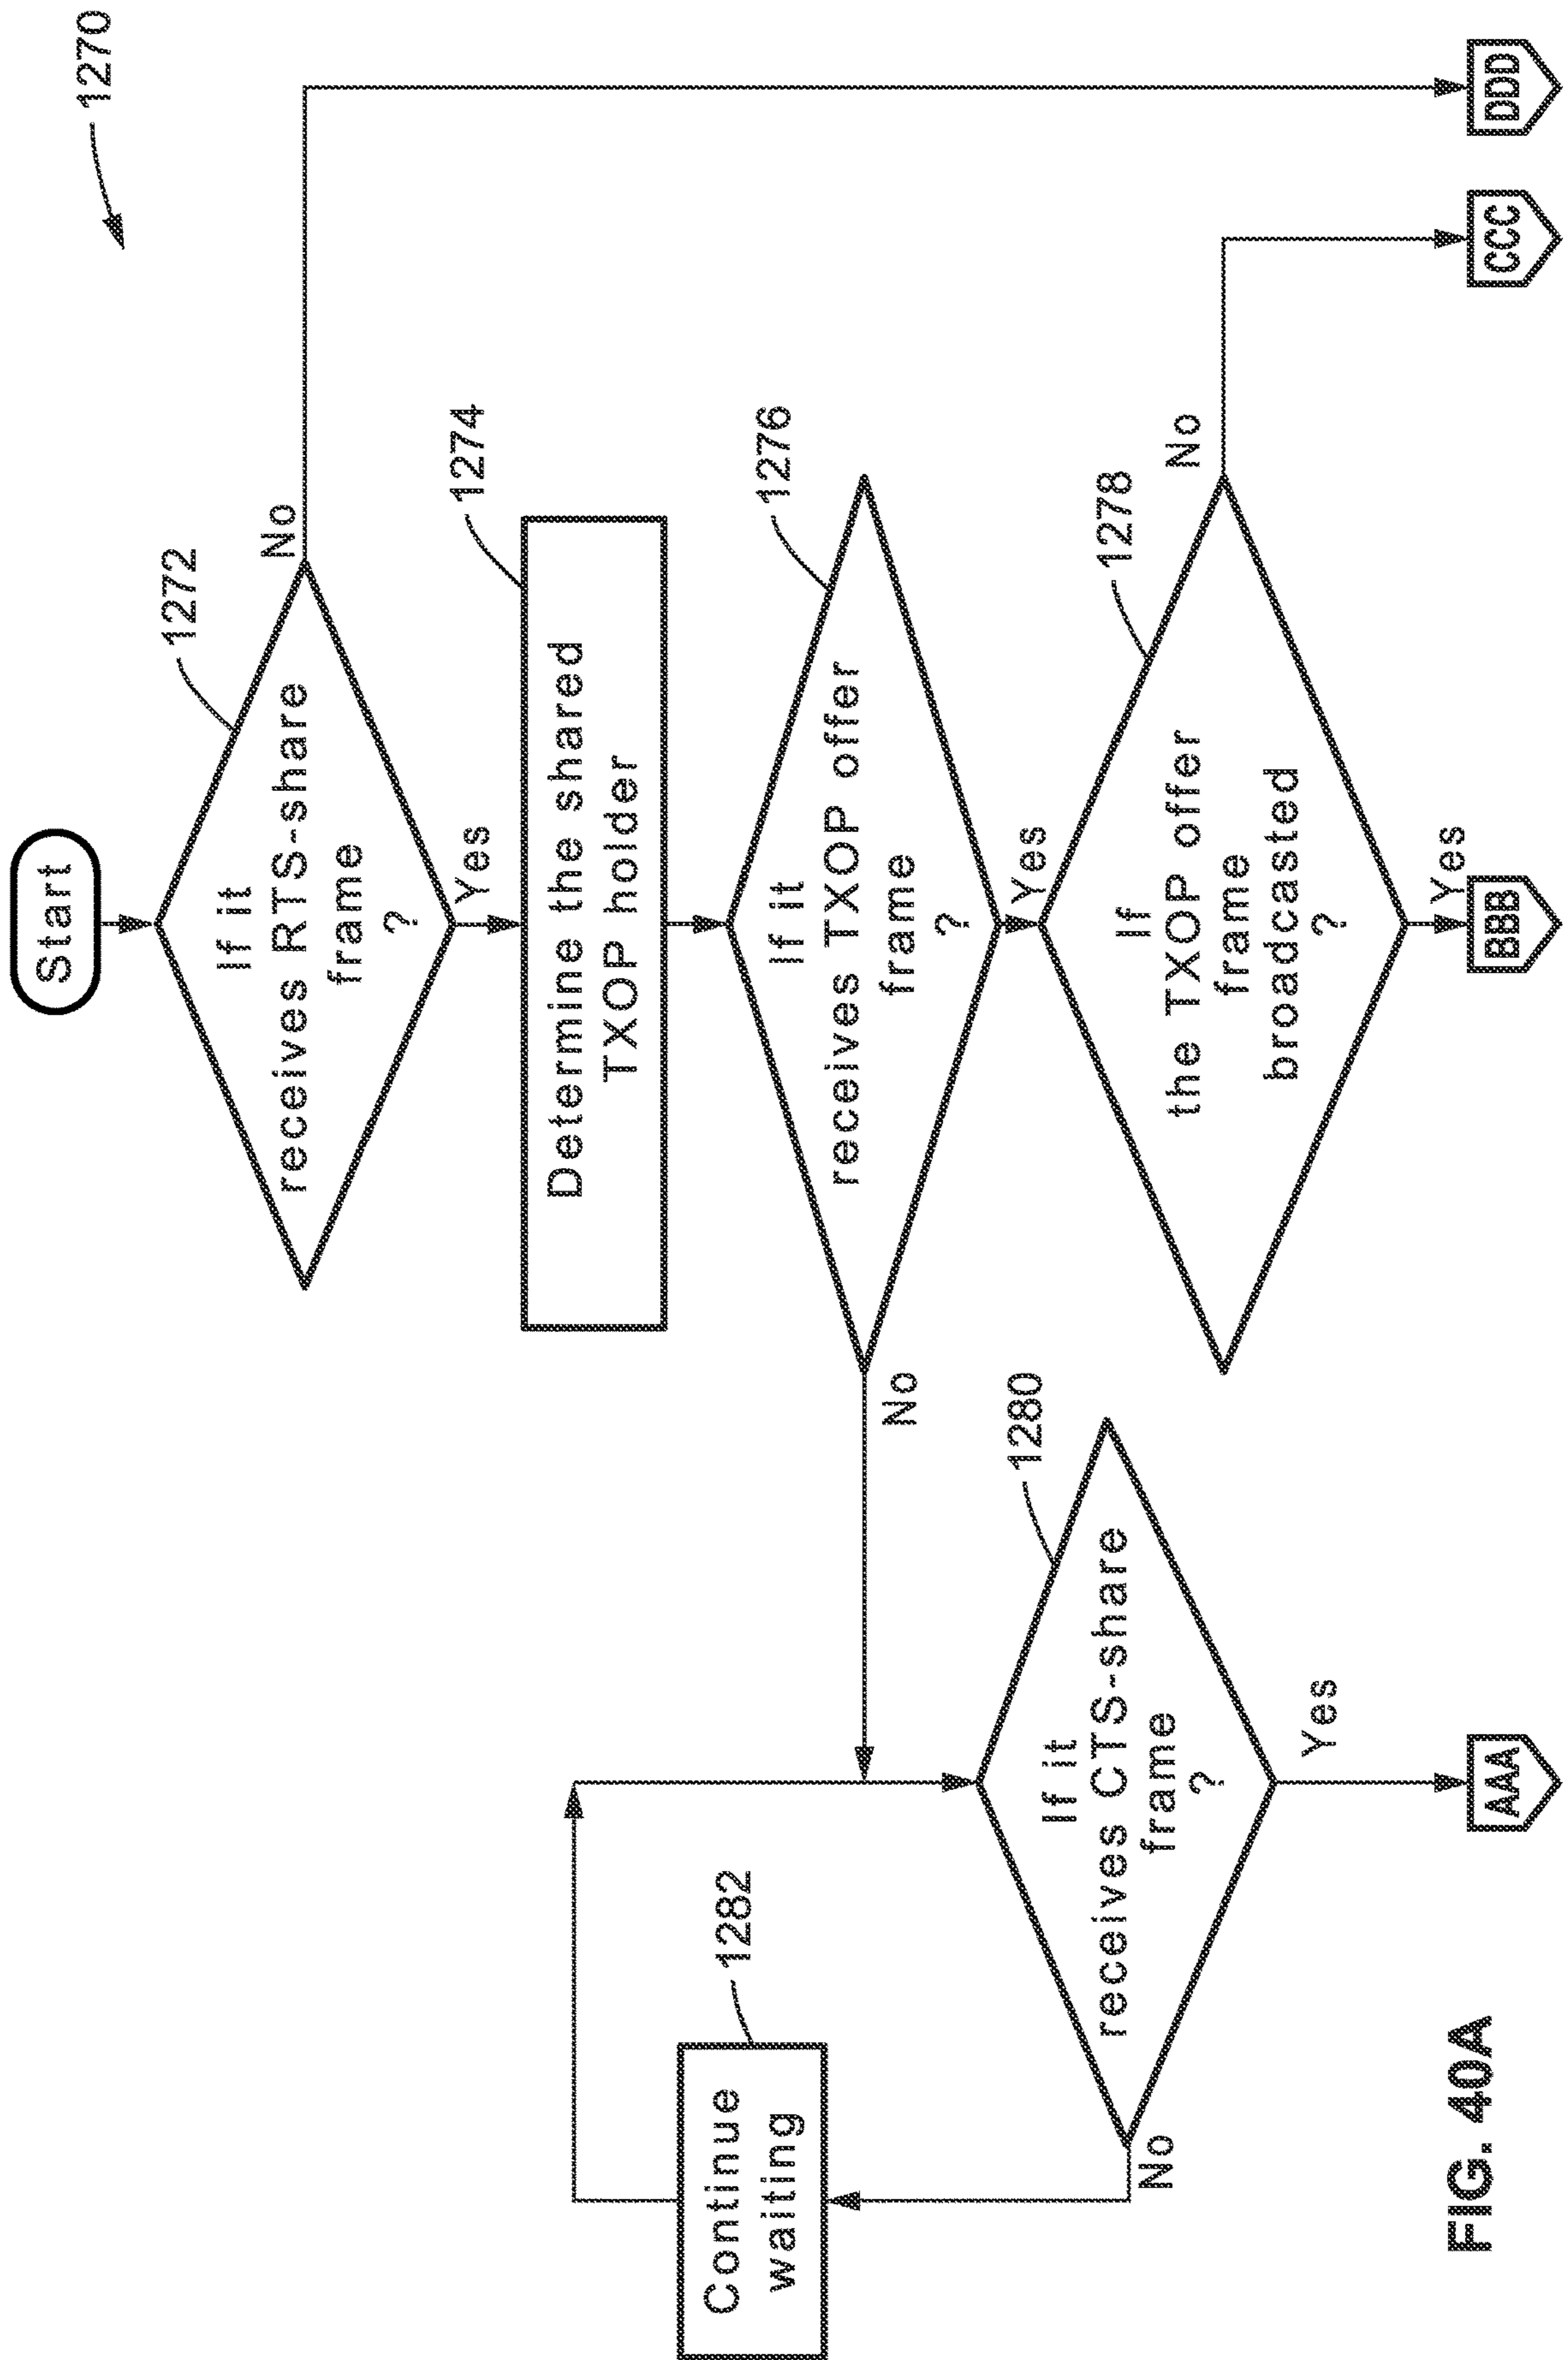 1270
Start
1272
If it
receives RTS-share
frame
?
No
Yes
1274
Determine the shared
TXOP holder
1276
If it
receives TXOP offer
frame
?
No
Yes
1278
If
the TXOP offer
frame
broadcasted
?
No
Yes
1282
Continue
waiting
1280
If it
receives CTS-share
frame
?
No
Yes
AAA
BBB
CCC
DDD
FIG. 40A